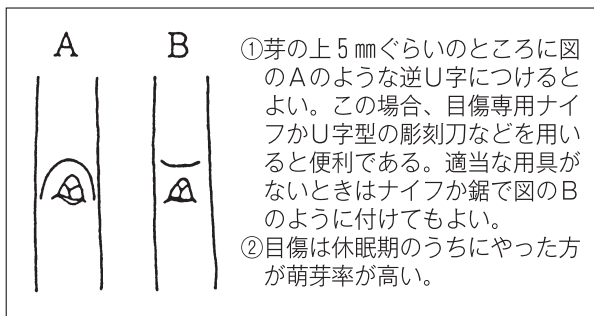 A B
①芽の上5㎜ぐらいのところに図
のAのような逆U字につけると
よい。この場合、目傷専用ナイ
フかU字型の彫刻刀などを用い
ると便利である。適当な用具が
ないときはナイフか鋸で図のB
のように付けてもよい。
②目傷は休眠期のうちにやった方
が萌芽率が高い。